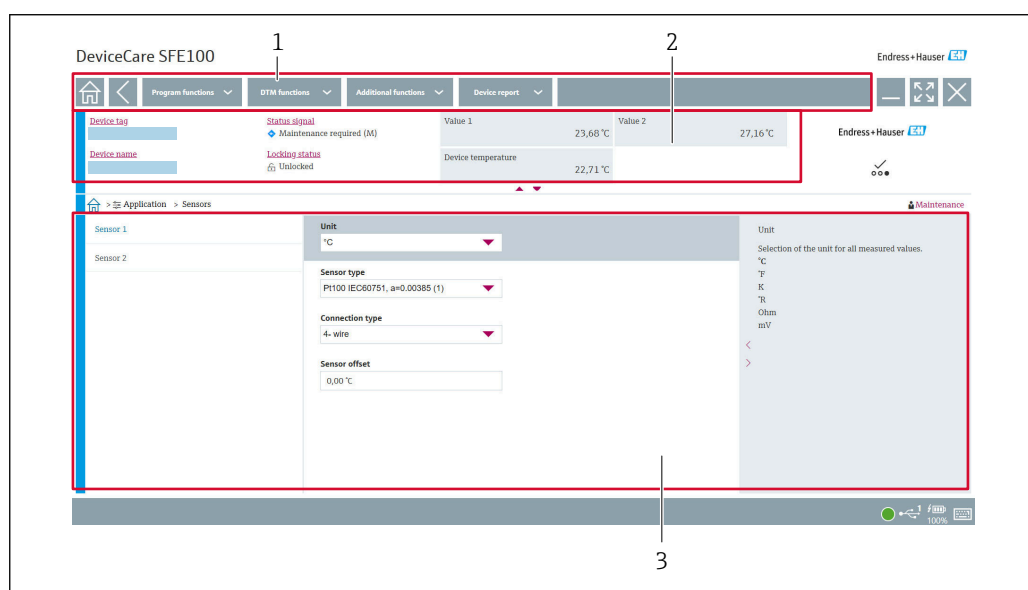 1
2
DeviceCare SFE100
Endress+Hauser EH
Program functions
DTM functions
Additional functions
Device report
Device tag
Status signal
Maintenance required (M)
Value 1
23,68 °C
Value 2
27,16 °C
Endress+Hauser EH
Device name
Locking status
Unlocked
Device temperature
22,71 °C
> Application > Sensors
Maintenance
Sensor 1
Sensor 2
Unit
°C
Sensor type
Pt100 IEC60751, a=0.00385 (1)
Connection type
4- wire
Sensor offset
0,00 °C
Unit
Selection of the unit for all measured values.
°C
°F
K
°R
Ohm
mV
<
>
1
100%
3